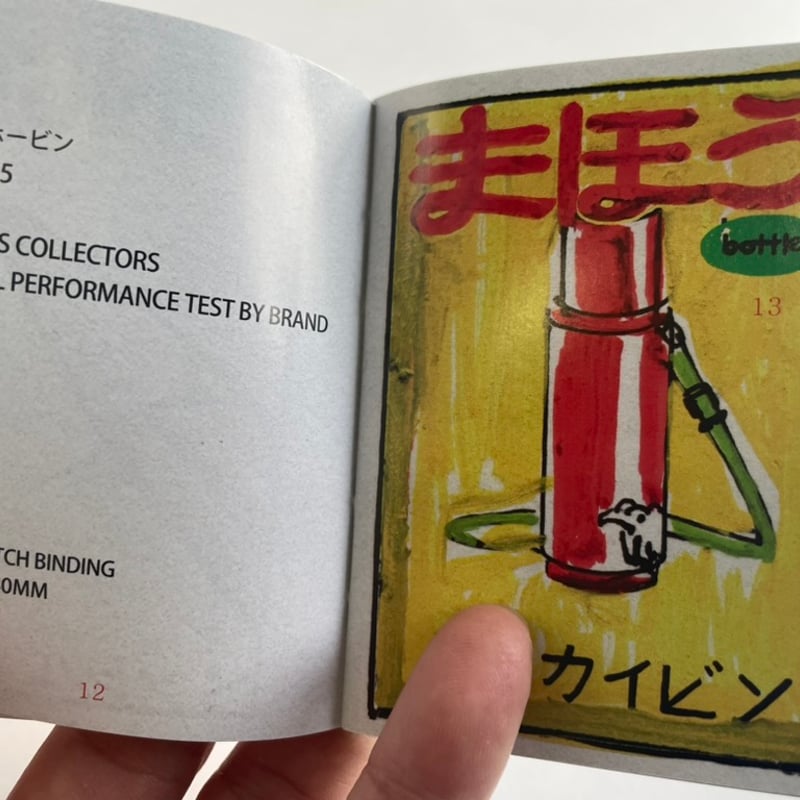 ホービン
5
S COLLECTORS
L PERFORMANCE TEST BY BRAND
TCH BINDING
0MM
12
まほう
bottle
13
カイビン